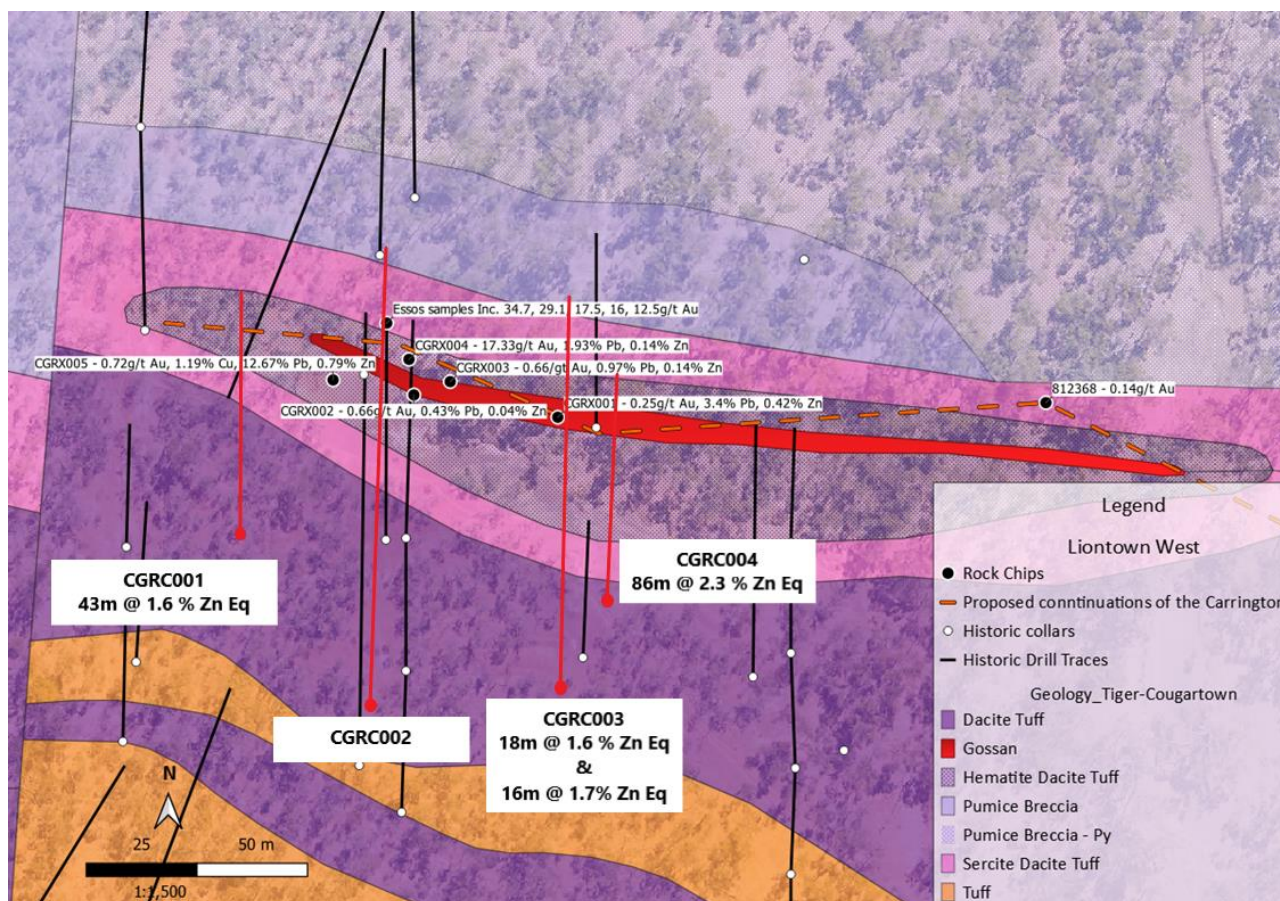 Essos samples Inc. 34.7, 29.1, 17.5, 16, 12.5g/t Au
CGRX004 - 17.33g/t Au, 1.93% Pb, 0.14% Zn
CGRX005 - 0.72g/t Au, 1.19% Cu, 12.67% Pb, 0.79% Zn
CGRX003 - 0.66/gt Au, 0.97% Pb, 0.14% Zn
812368 - 0.14g/t Au
CGRX002 - 0.66g/t Au, 0.43% Pb, 0.04% Zn
CGRX001 - 0.25g/t Au, 3.4% Pb, 0.42% Zn
CGRC001
43m @ 1.6 % Zn Eq
CGRC004
86m @ 2.3 % Zn Eq
CGRC002
CGRC003
18m @ 1.6 % Zn Eq
&
16m @ 1.7% Zn Eq
N
25
50 m
1:1,500
Legend
Liontown West
Rock Chips
Proposed conntinuations of the Carrington
Historic collars
Historic Drill Traces
Geology_Tiger-Cougartown
Dacite Tuff
Gossan
Hematite Dacite Tuff
Pumice Breccia
Pumice Breccia - Py
Sercite Dacite Tuff
Tuff